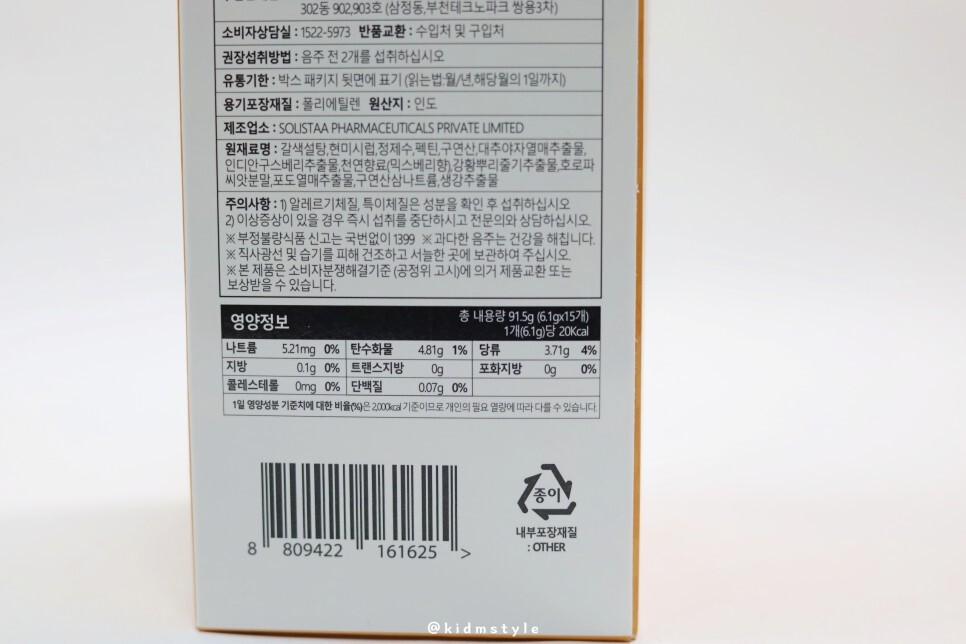 302동 902,903호 (삼정동,부천테크노파크 쌍용3차)
소비자상담실 : 1522-5973 반품교환 : 수입처 및 구입처
권장섭취방법 : 음주 전 2개를 섭취하십시오
유통기한 : 박스 패키지 뒷면에 표기 (읽는법:월/년,해당월의 1일까지)
용기포장재질 : 폴리에틸렌 원산지 : 인도
제조업소 : SOLISTAA PHARMACEUTICALS PRIVATE LIMITED
원재료명 : 갈색설탕,현미시럽,정제수,펙틴,구연산,대추야자열매추출물,
인디안구스베리추출물,천연향료(믹스베리향),강황뿌리줄기추출물,호로파
씨앗분말,포도열매추출물,구연산삼나트륨,생강추출물
주의사항 : 1) 알레르기체질, 특이체질은 성분을 확인 후 섭취하십시오
2) 이상증상이 있을 경우 즉시 섭취를 중단하시고 전문의와 상담하십시오.
※ 부정불량식품 신고는 국번없이 1399 ※ 과다한 음주는 건강을 해칩니다.
※ 직사광선 및 습기를 피해 건조하고 서늘한 곳에 보관하여 주십시오.
※ 본 제품은 소비자분쟁해결기준 (공정위 고시)에 의거 제품교환 또는
보상받을 수 있습니다.
영양정보 총 내용량 91.5g (6.1gx15개)
1개(6.1g)당 20Kcal
나트륨 5.21mg 0% 탄수화물 4.81g 1% 당류 3.71g 4%
지방 0.1g 0% 트랜스지방 0g 포화지방 0g 0%
콜레스테롤 0mg 0% 단백질 0.07g 0%
1일 영양성분 기준치에 대한 비율(%)은 2,000kcal 기준이므로 개인의 필요 열량에 따라 다를 수 있습니다.
종이
내부포장재질
: OTHER
8 809422 161625 >
@kidmstyle